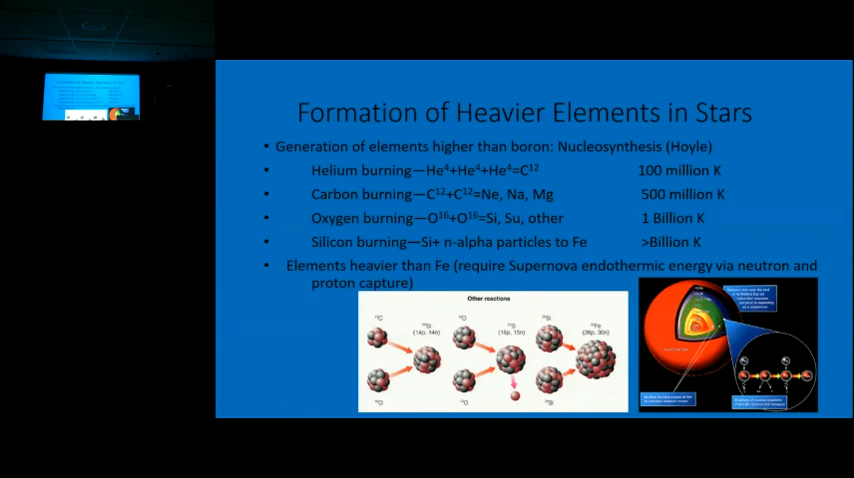 Formation of Heavier Elements in Stars
• Generation of elements higher than boron: Nucleosynthesis (Hoyle)
• Helium burning—He4+He4+He4=C12 100 million K
• Carbon burning—C12+C12=Ne, Na, Mg 500 million K
• Oxygen burning—O16+O16=Si, Su, other 1 Billion K
• Silicon burning—Si+ n-alpha particles to Fe >Billion K
• Elements heavier than Fe (require Supernova endothermic energy via neutron and
proton capture)
Other reactions
(14p, 14n)
(16p, 15n)
(26p, 30n)